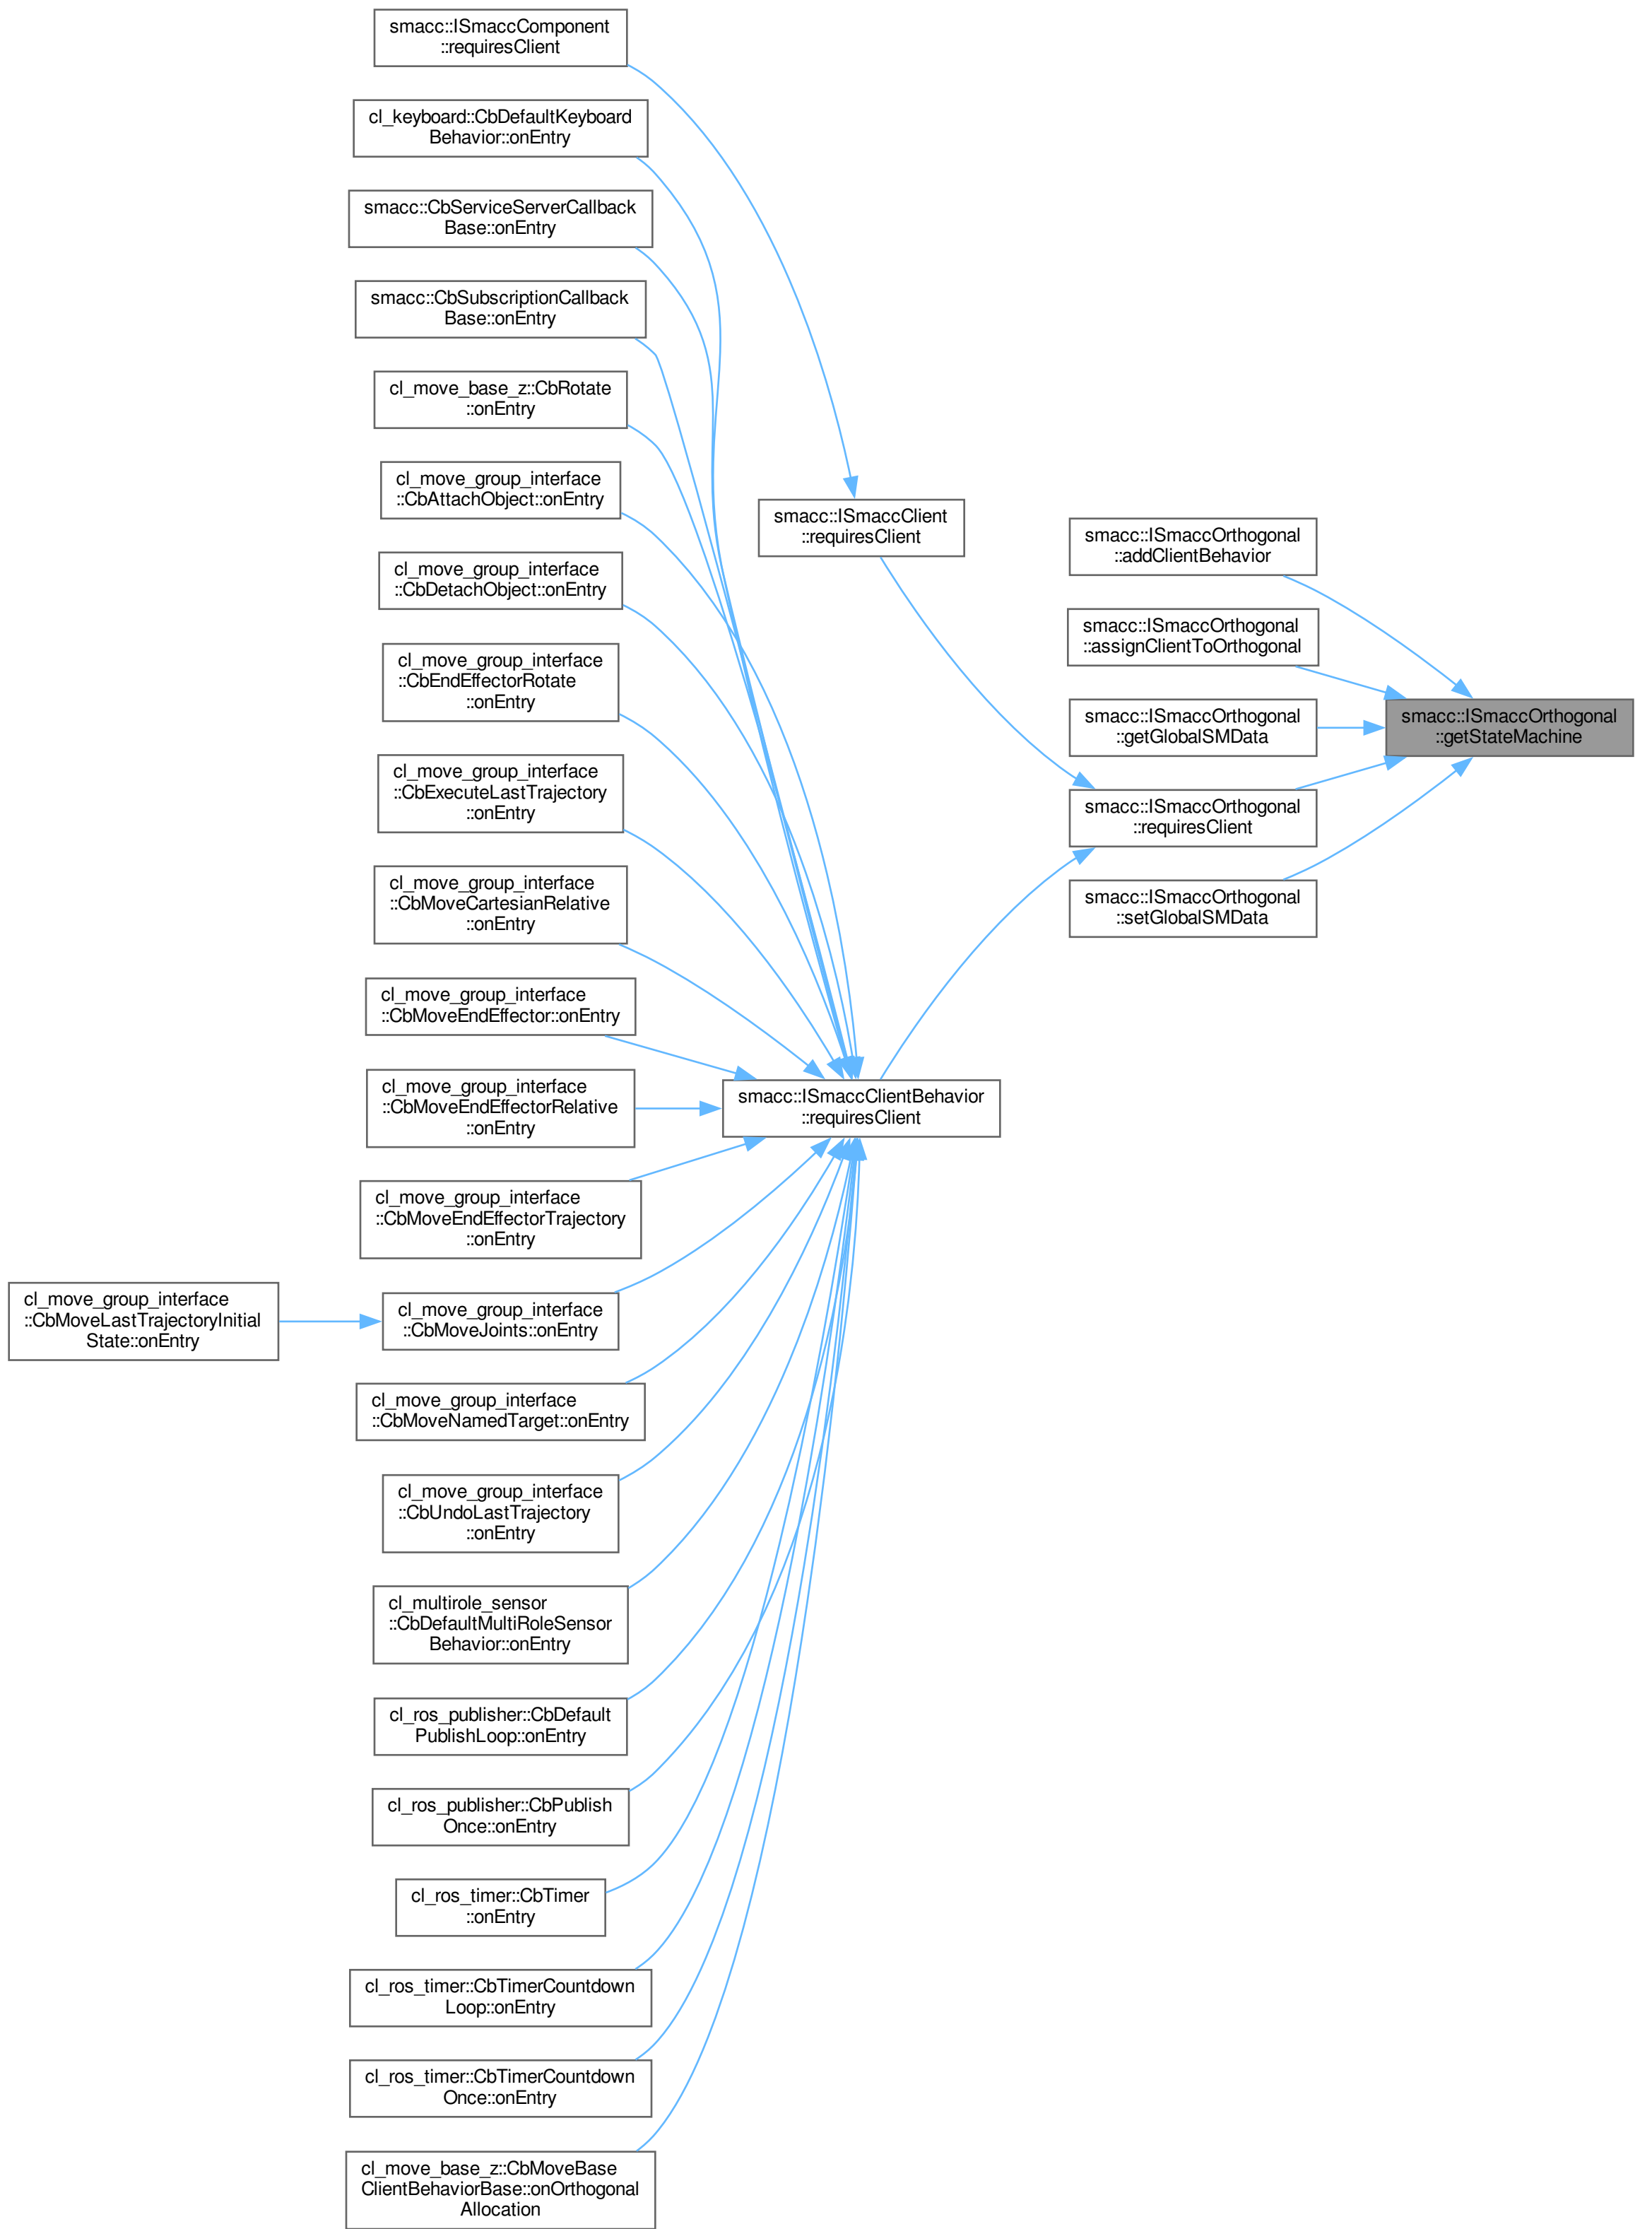 smacc::ISmaccComponent
::requiresClient
cl_keyboard::CbDefaultKeyboard
Behavior::onEntry
smacc::CbServiceServerCallback
Base::onEntry
smacc::CbSubscriptionCallback
Base::onEntry
cl_move_base_z::CbRotate
::onEntry
cl_move_group_interface
::CbAttachObject::onEntry
cl_move_group_interface
::CbDetachObject::onEntry
cl_move_group_interface
::CbEndEffectorRotate
::onEntry
cl_move_group_interface
::CbExecuteLastTrajectory
::onEntry
cl_move_group_interface
::CbMoveCartesianRelative
::onEntry
cl_move_group_interface
::CbMoveEndEffector::onEntry
cl_move_group_interface
::CbMoveEndEffectorRelative
::onEntry
cl_move_group_interface
::CbMoveEndEffectorTrajectory
::onEntry
cl_move_group_interface
::CbMoveLastTrajectoryInitial
State::onEntry
cl_move_group_interface
::CbMoveJoints::onEntry
cl_move_group_interface
::CbMoveNamedTarget::onEntry
cl_move_group_interface
::CbUndoLastTrajectory
::onEntry
cl_multirole_sensor
::CbDefaultMultiRoleSensor
Behavior::onEntry
cl_ros_publisher::CbDefault
PublishLoop::onEntry
cl_ros_publisher::CbPublish
Once::onEntry
cl_ros_timer::CbTimer
::onEntry
cl_ros_timer::CbTimerCountdown
Loop::onEntry
cl_ros_timer::CbTimerCountdown
Once::onEntry
cl_move_base_z::CbMoveBase
ClientBehaviorBase::onOrthogonal
Allocation
smacc::ISmaccClient
::requiresClient
smacc::ISmaccClientBehavior
::requiresClient
smacc::ISmaccOrthogonal
::addClientBehavior
smacc::ISmaccOrthogonal
::assignClientToOrthogonal
smacc::ISmaccOrthogonal
::getGlobalSMData
smacc::ISmaccOrthogonal
::requiresClient
smacc::ISmaccOrthogonal
::setGlobalSMData
smacc::ISmaccOrthogonal
::getStateMachine